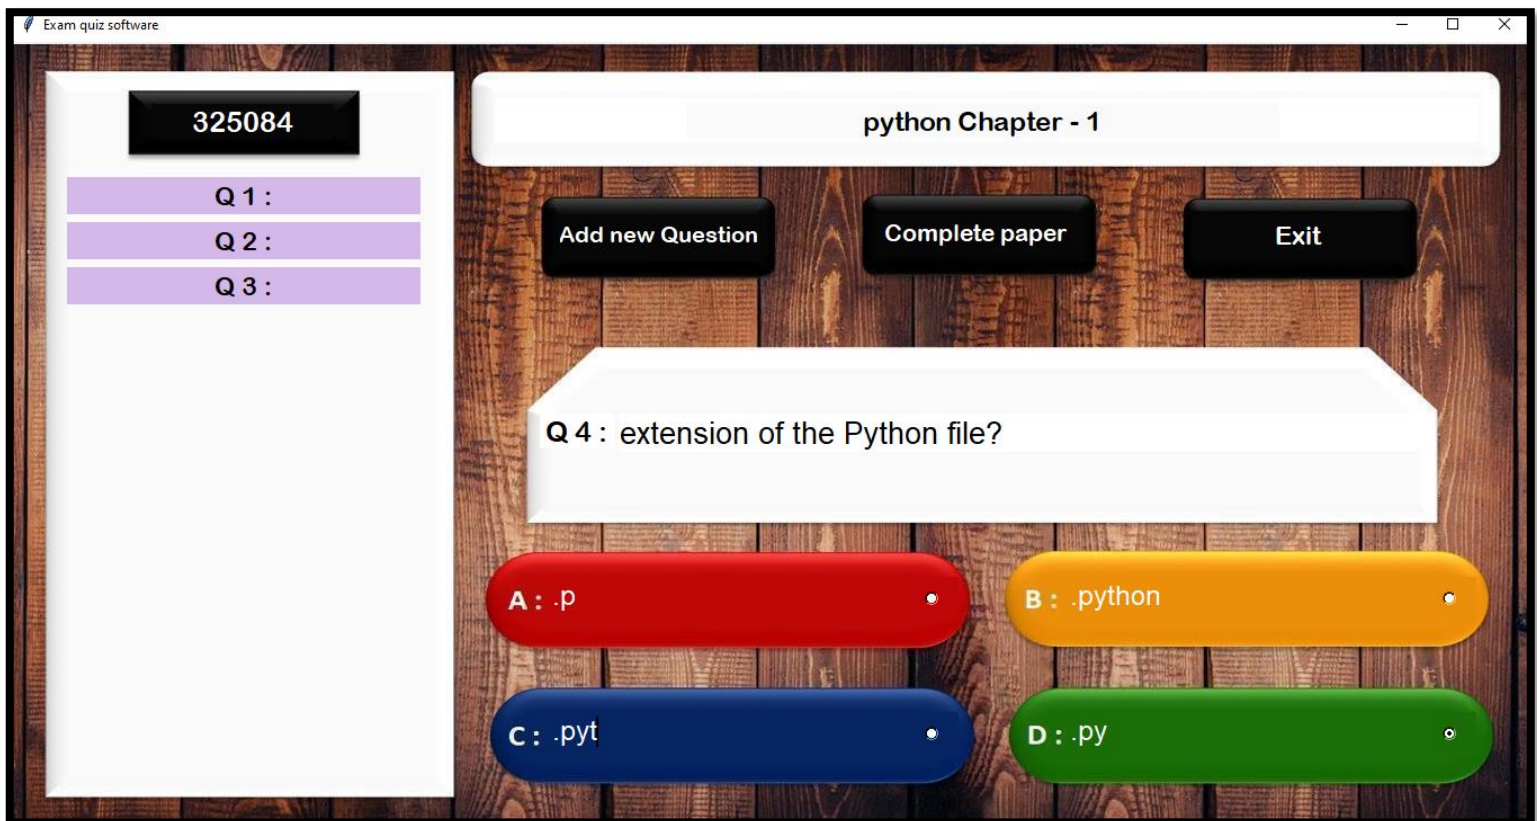 Exam quiz software
325084
Q 1 :
Q 2 :
Q 3 :
python Chapter - 1
Add new Question
Complete paper
Exit
Q 4 : extension of the Python file?
A : .p
B : .python
C : .pyt
D : .py